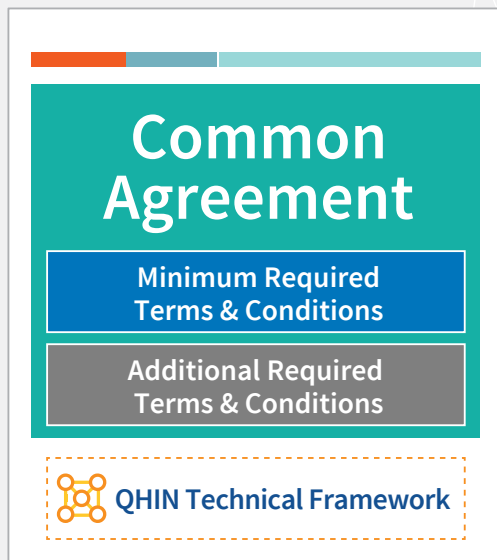 Common
Agreement
Minimum Required
Terms & Conditions
Additional Required
Terms & Conditions
QHIN Technical Framework